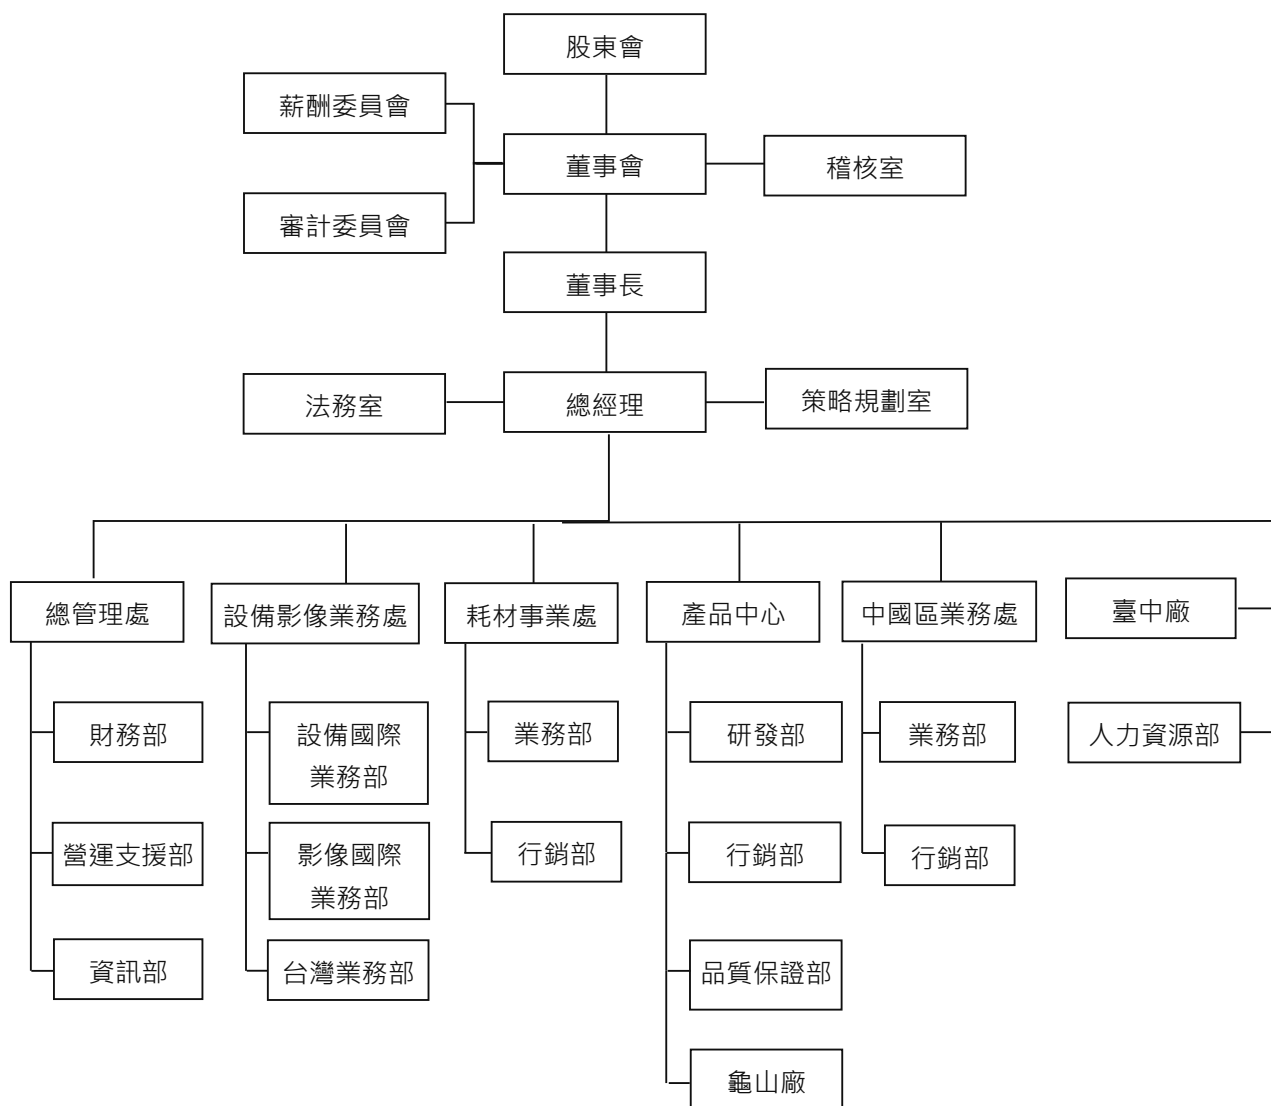 股東會
薪酬委員會
董事會
稽核室
審計委員會
董事長
法務室
總經理
策略規劃室
總管理處
設備影像業務處
耗材事業處
產品中心
中國區業務處
臺中廠
財務部
設備國際
業務部
業務部
研發部
業務部
人力資源部
營運支援部
影像國際
業務部
行銷部
行銷部
行銷部
資訊部
台灣業務部
品質保證部
龜山廠